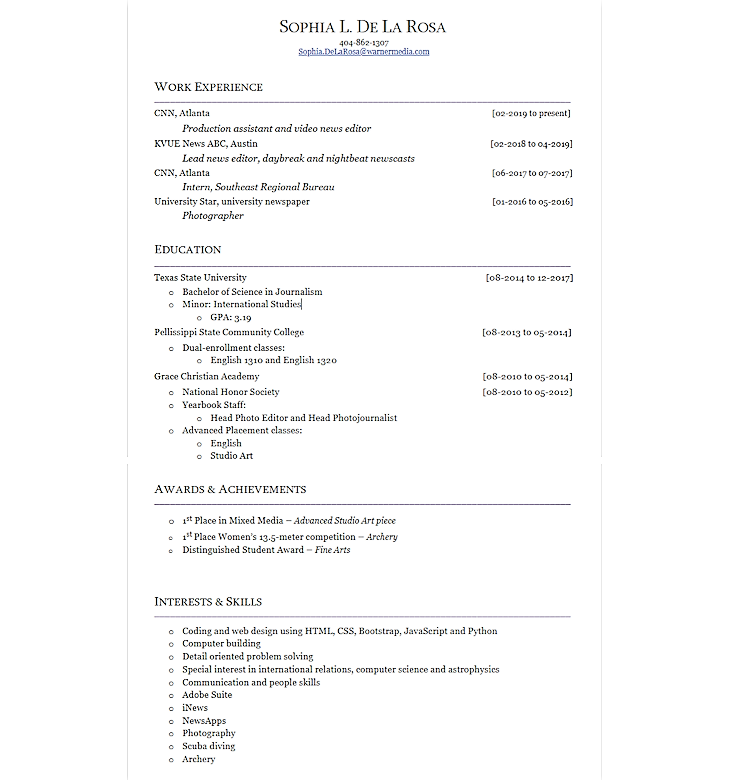 Sophia L. De La Rosa
404-862-1307
Sophia.DeLaRosa@warnermedia.com
Work Experience
CNN, Atlanta [02-2019 to present]
Production assistant and video news editor
KVUE News ABC, Austin [02-2018 to 04-2019]
Lead news editor, daybreak and nightbeat newscasts
CNN, Atlanta [06-2017 to 07-2017]
Intern, Southeast Regional Bureau
University Star, university newspaper [01-2016 to 05-2016]
Photographer
Education
Texas State University [08-2014 to 12-2017]
o Bachelor of Science in Journalism
o Minor: International Studies
o GPA: 3.19
Pellissippi State Community College [08-2013 to 05-2014]
o Dual-enrollment classes:
o English 1310 and English 1320
Grace Christian Academy [08-2010 to 05-2014]
o National Honor Society [08-2010 to 05-2012]
o Yearbook Staff:
o Head Photo Editor and Head Photojournalist
o Advanced Placement classes:
o English
o Studio Art
Awards & Achievements
o 1st Place in Mixed Media – Advanced Studio Art piece
o 1st Place Women's 13.5-meter competition – Archery
o Distinguished Student Award – Fine Arts
Interests & Skills
o Coding and web design using HTML, CSS, Bootstrap, JavaScript and Python
o Computer building
o Detail oriented problem solving
o Special interest in international relations, computer science and astrophysics
o Communication and people skills
o Adobe Suite
o iNews
o NewsApps
o Photography
o Scuba diving
o Archery